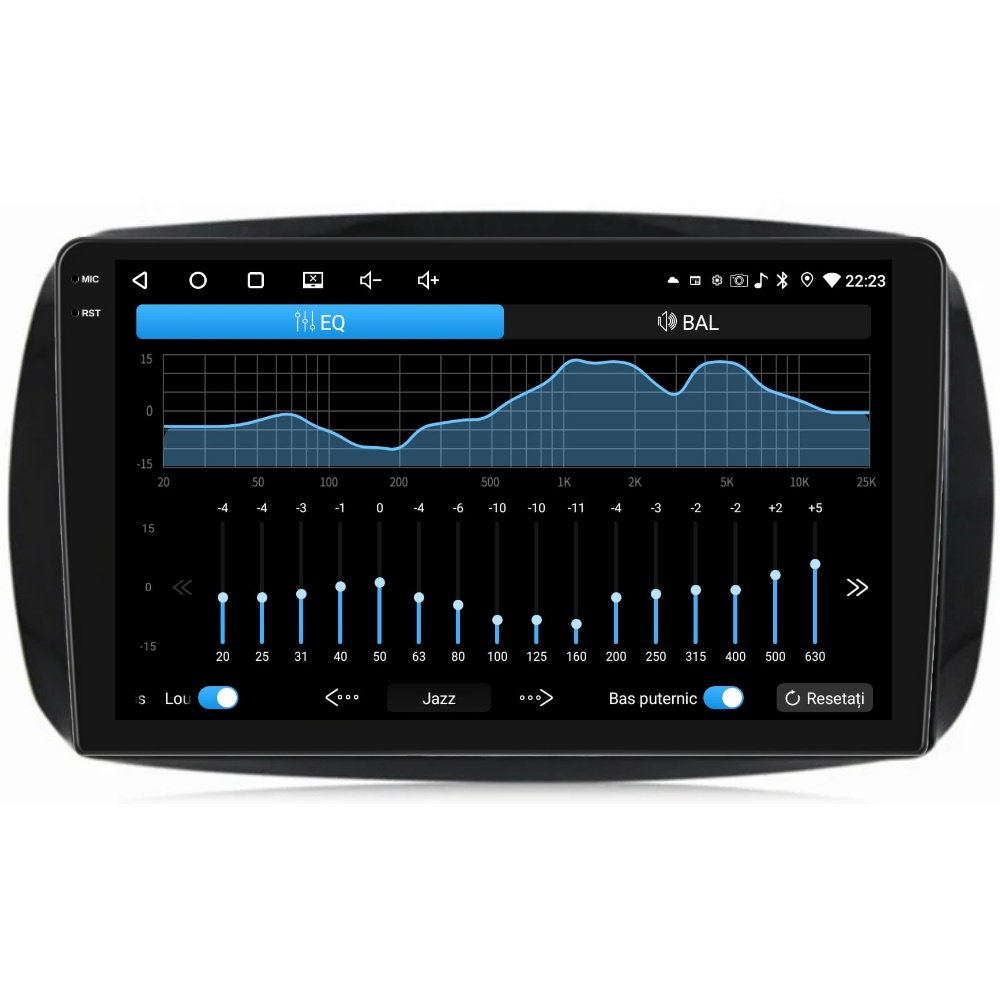 MIC
RST
22:23
EQ
BAL
15
0
-15
20 50 100 200 500 1K 2K 5K 10K 25K
-4 -4 -3 -1 0 -4 -6 -10 -10 -11 -4 -3 -2 -2 +2 +5
15
0
-15
20 25 31 40 50 63 80 100 125 160 200 250 315 400 500 630
s Lou Jazz Bas puternic Resetați